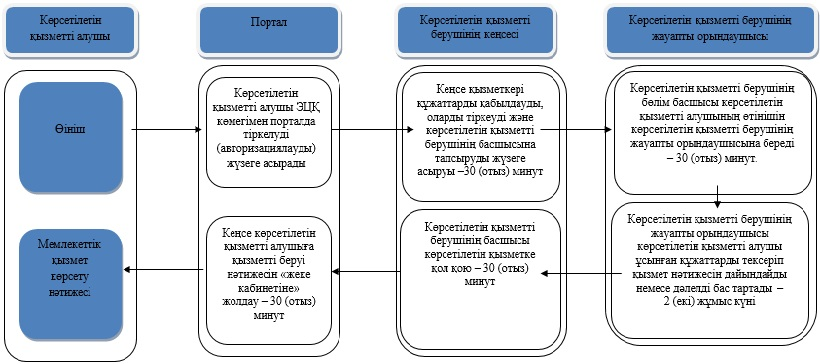 Көрсетілетін
қызметті алушы
Портал
Көрсетілетін қызметті
берушінің кеңсесі
Көрсетілетін қызметті берушінің
жауапты орындаушысы
Өініш
Көрсетілетін
қызметті алушы ЭЦҚ
көмегімен порталда
тіркелуді
(авторизациялауды)
жүзеге асырады
Кеңсе қызметкері
құжаттарды қабылдауды,
оларды тіркеуді және
көрсетілетін қызметті
берушінің басшысына
тапсыруды жүзеге
асыруы –30 (отыз) минут
Көрсетілетін қызметті берушінің
бөлім басшысы көрсетілетін
қызметті алушының өтінішін
көрсетілетін қызметті берушінің
жауапты орындаушысына береді
– 30 (отыз) минут.
Мемлекеттік
қызмет
көрсету
нәтижесі
Кеңсе көрсетілетін
қызметті алушыға
қызметті беруі
нәтижесін «жеке
кабинетіне»
жолдау – 30 (отыз)
минут
Көрсетілетін қызметті
берушінің басшысы
көрсетілетін қызметке
қол қою – 30 (отыз)
минут
Көрсетілетін қызметті берушінің
жауапты орындаушысы
көрсетілетін қызметті алушы
ұсынған құжаттарды тексеріп
қызмет нәтижесін дайындайды
немесе дәлелді бас тартады –
2 (екі) жұмыс күні